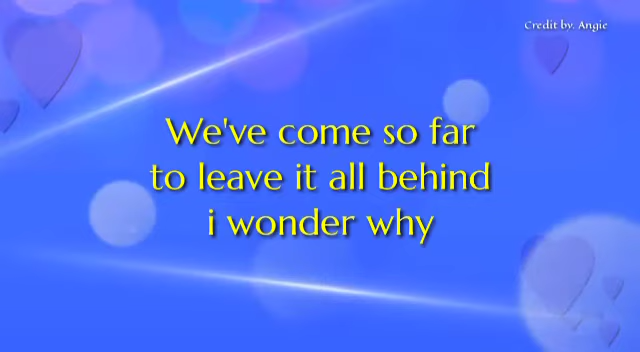 Credit by. Angie
We've come so far
to leave it all behind
i wonder why